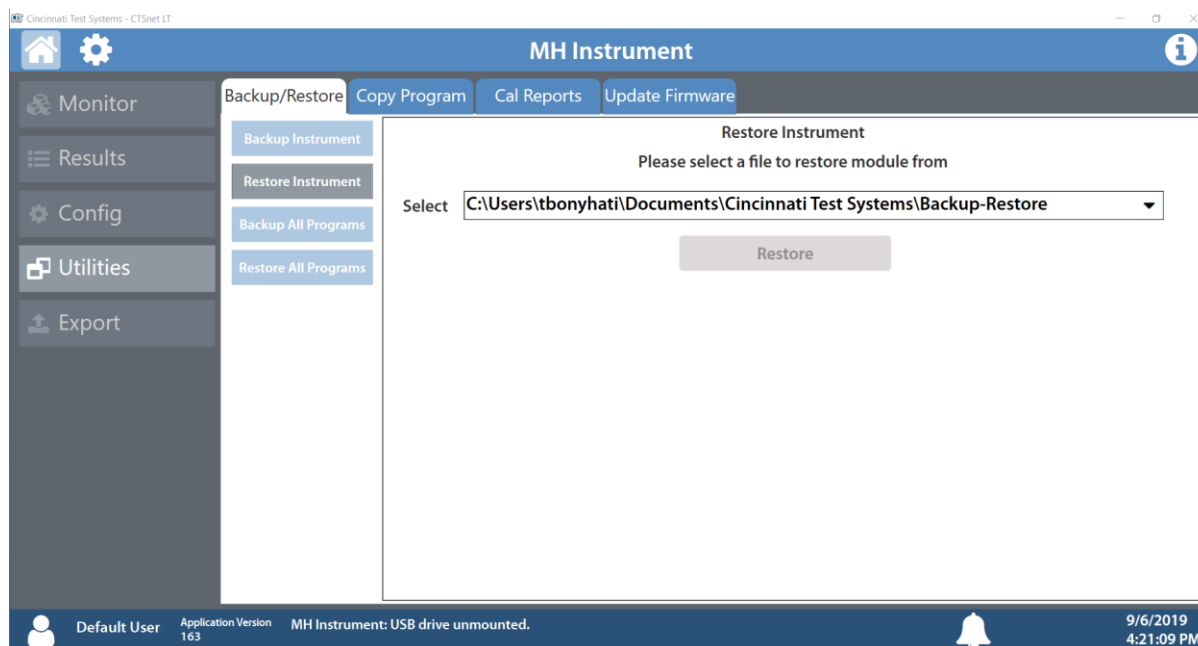 Cincinnati Test Systems - CTSnet LT
MH Instrument
Monitor
Results
Config
Utilities
Export
Backup/Restore Copy Program Cal Reports Update Firmware
Backup Instrument
Restore Instrument
Backup All Programs
Restore All Programs
Restore Instrument
Please select a file to restore module from
Select C:\Users\tbonyhati\Documents\Cincinnati Test Systems\Backup-Restore
Restore
Default User
Application Version
163
MH Instrument: USB drive unmounted.
9/6/2019
4:21:09 PM